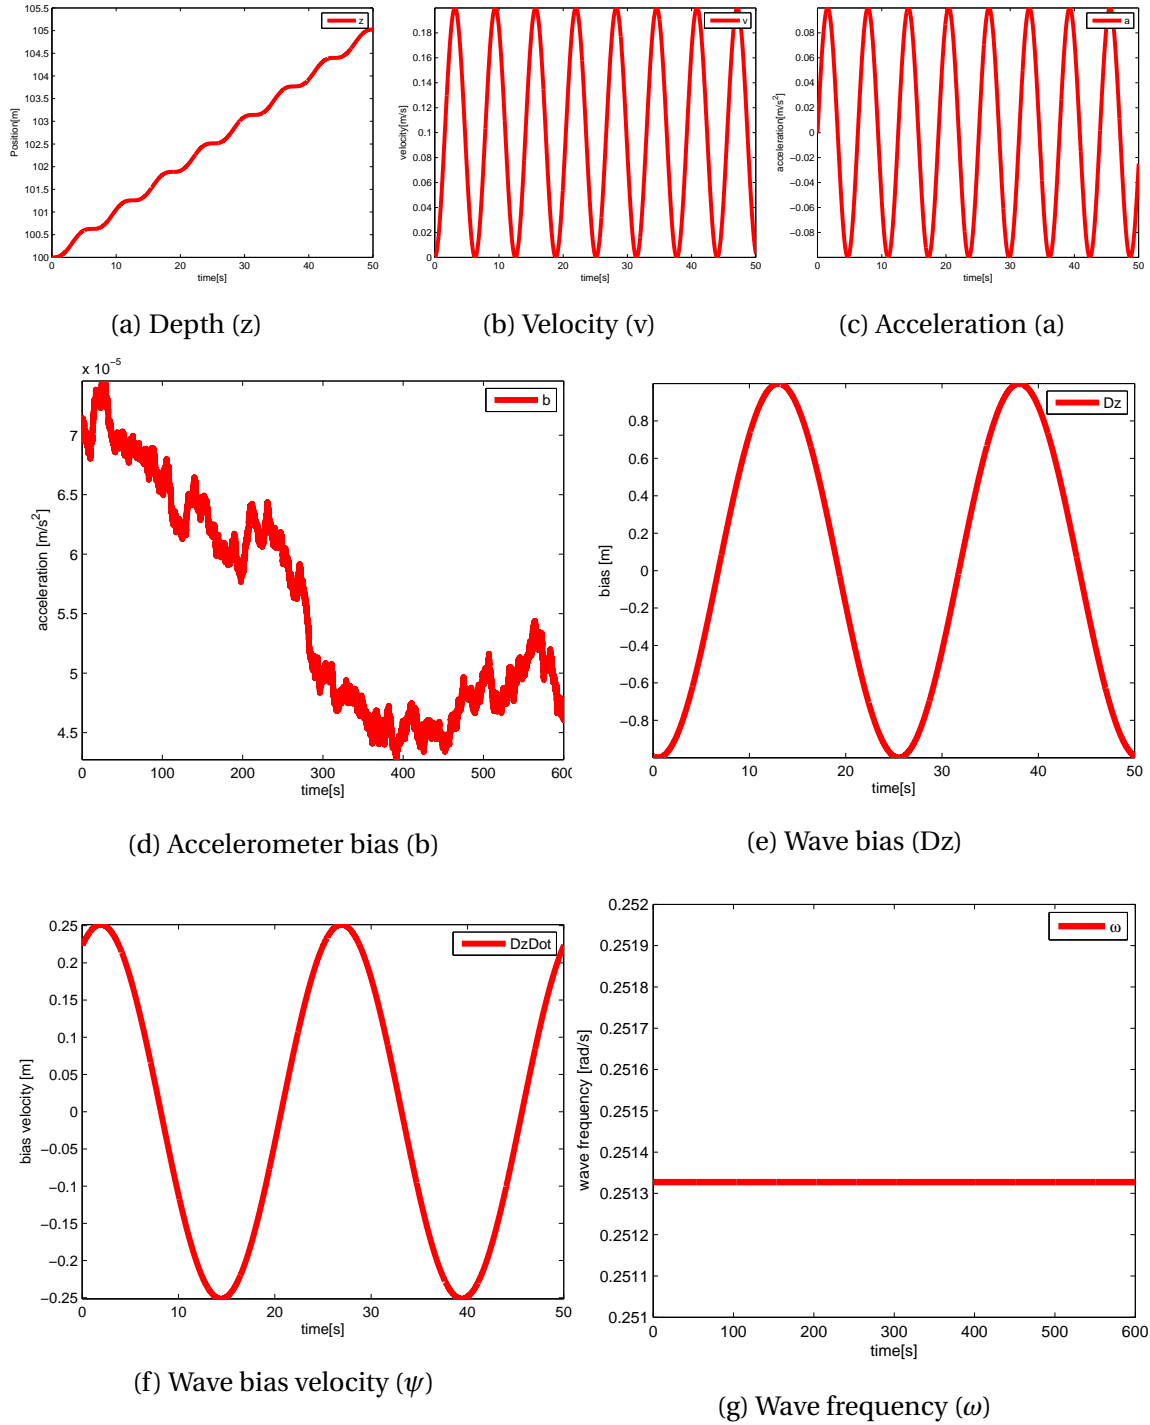 105.5
105
104.5
104
103.5
103
102.5
102
101.5
101
100.5
100
0 10 20 30 40 50
Position[m]
time[s]
z
0.18
0.16
0.14
0.12
0.1
0.08
0.06
0.04
0.02
0
0 10 20 30 40 50
velocity[m/s]
time[s]
v
0.08
0.06
0.04
0.02
0
−0.02
−0.04
−0.06
−0.08
0 10 20 30 40 50
acceleration[m/s²]
time[s]
a
(a) Depth (z)
(b) Velocity (v)
(c) Acceleration (a)
x 10⁻⁵
7
6.5
6
5.5
5
4.5
0 100 200 300 400 500 600
acceleration [m/s²]
time[s]
b
0.8
0.6
0.4
0.2
0
−0.2
−0.4
−0.6
−0.8
0 10 20 30 40 50
bias [m]
time[s]
Dz
(d) Accelerometer bias (b)
(e) Wave bias (Dz)
0.25
0.2
0.15
0.1
0.05
0
−0.05
−0.1
−0.15
−0.2
−0.25
0 10 20 30 40 50
bias velocity [m]
time[s]
DzDot
0.252
0.2519
0.2518
0.2517
0.2516
0.2515
0.2514
0.2513
0.2512
0.2511
0.251
0 100 200 300 400 500 600
wave frequency [rad/s]
time[s]
ω
(f) Wave bias velocity (ψ)
(g) Wave frequency (ω)